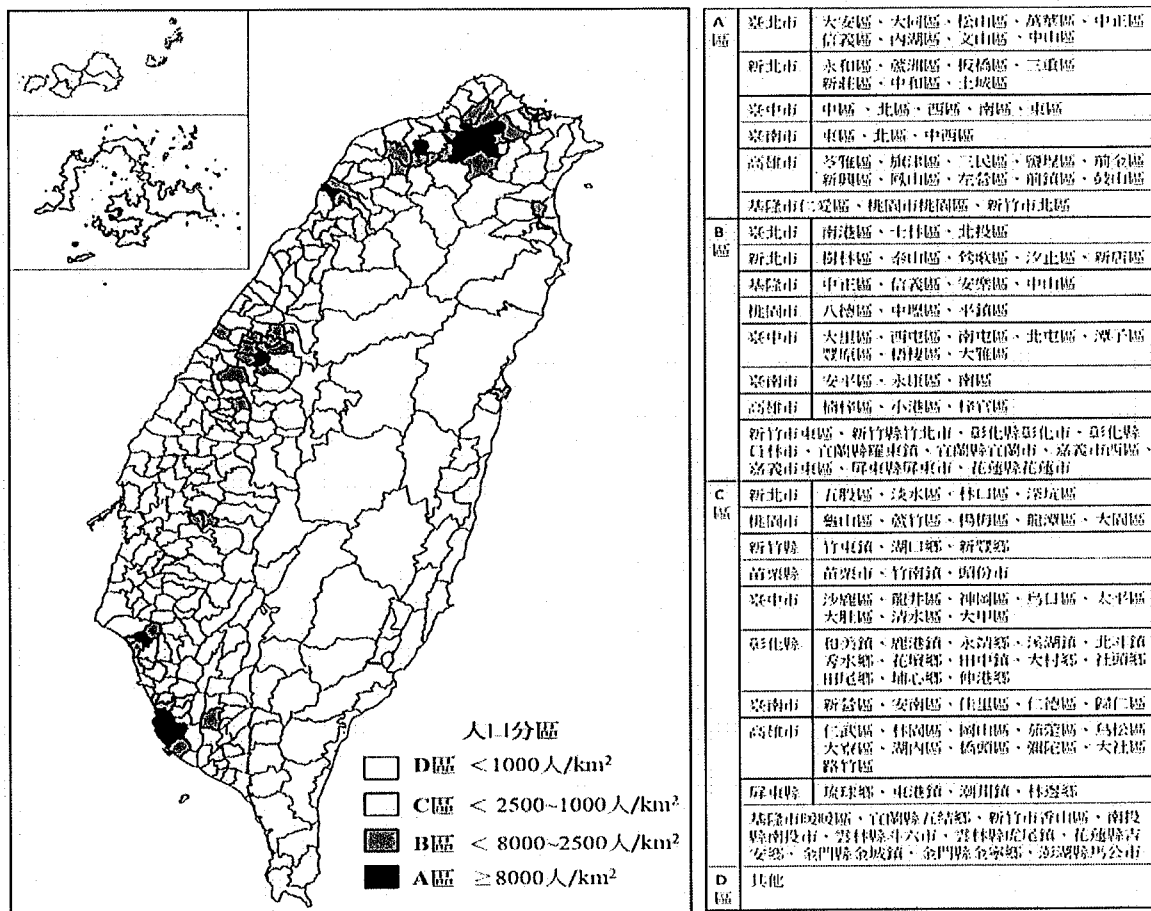 人口分區
D區 <1000人/km²
C區 < 2500~1000人/km²
B區 < 8000~2500人/km²
A區 ≥8000人/km²
A區
臺北市 大安區、大同區、松山區、萬華區、中正區
信義區、內湖區、文山區、中山區
新北市 永和區、蘆洲區、板橋區、三重區
新莊區、中和區、土城區
臺中市 中區、北區、西區、南區、東區
臺南市 東區、北區、中西區
高雄市 苓雅區、旗津區、三民區、鹽埕區、前金區
新興區、鳳山區、左營區、前鎮區、鼓山區
基隆市仁愛區、桃園市桃園區、新竹市北區
B區
臺北市 南港區、士林區、北投區
新北市 樹林區、泰山區、鶯歌區、汐止區、新店區
基隆市 中正區、信義區、安樂區、中山區
桃園市 八德區、中壢區、平鎮區
臺中市 大里區、西屯區、南屯區、北屯區、潭子區
豐原區、梧棲區、大雅區
臺南市 安平區、永康區、南區
高雄市 楠梓區、小港區、梓官區
新竹市東區、新竹縣竹北市、彰化縣彰化市、彰化縣
員林市、宜蘭縣羅東鎮、宜蘭縣宜蘭市、嘉義市西區、
嘉義市東區、屏東縣屏東市、花蓮縣花蓮市
C區
新北市 五股區、淡水區、林口區、深坑區
桃園市 龜山區、蘆竹區、楊梅區、龍潭區、大園區
新竹縣 竹東鎮、湖口鄉、新豐鄉
苗栗縣 苗栗市、竹南鎮、頭份市
臺中市 沙鹿區、龍井區、神岡區、烏日區、太平區
大肚區、清水區、大甲區
彰化縣 和美鎮、鹿港鎮、永靖鄉、溪湖鎮、北斗鎮
秀水鄉、花壇鄉、田中鎮、大村鄉、社頭鄉
田尾鄉、埔心鄉、伸港鄉
臺南市 新營區、安南區、佳里區、仁德區、歸仁區
高雄市 仁武區、林園區、岡山區、茄萣區、鳥松區
大寮區、湖內區、橋頭區、彌陀區、大社區
路竹區
屏東縣 琉球鄉、東港鎮、潮州鎮、林邊鄉
基隆市暖暖區、宜蘭縣五結鄉、新竹市香山區、南投
縣南投市、雲林縣斗六市、雲林縣虎尾鎮、花蓮縣吉
安鄉、金門縣金城鎮、金門縣金寧鄉、澎湖縣馬公市
D區
其他